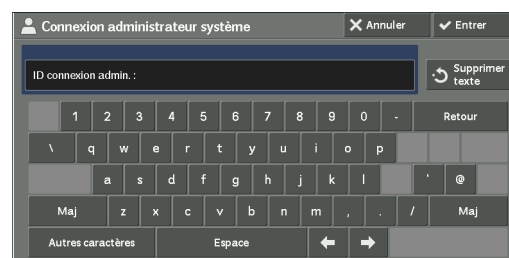 Connexion administrateur système Annuler Entrer
ID connexion admin. : Supprimer texte
1 2 3 4 5 6 7 8 9 0 - Retour
\ q w e r t y u i o p
a s d f g h j k l ' @
Maj z x c v b n m , . / Maj
Autres caractères Espace